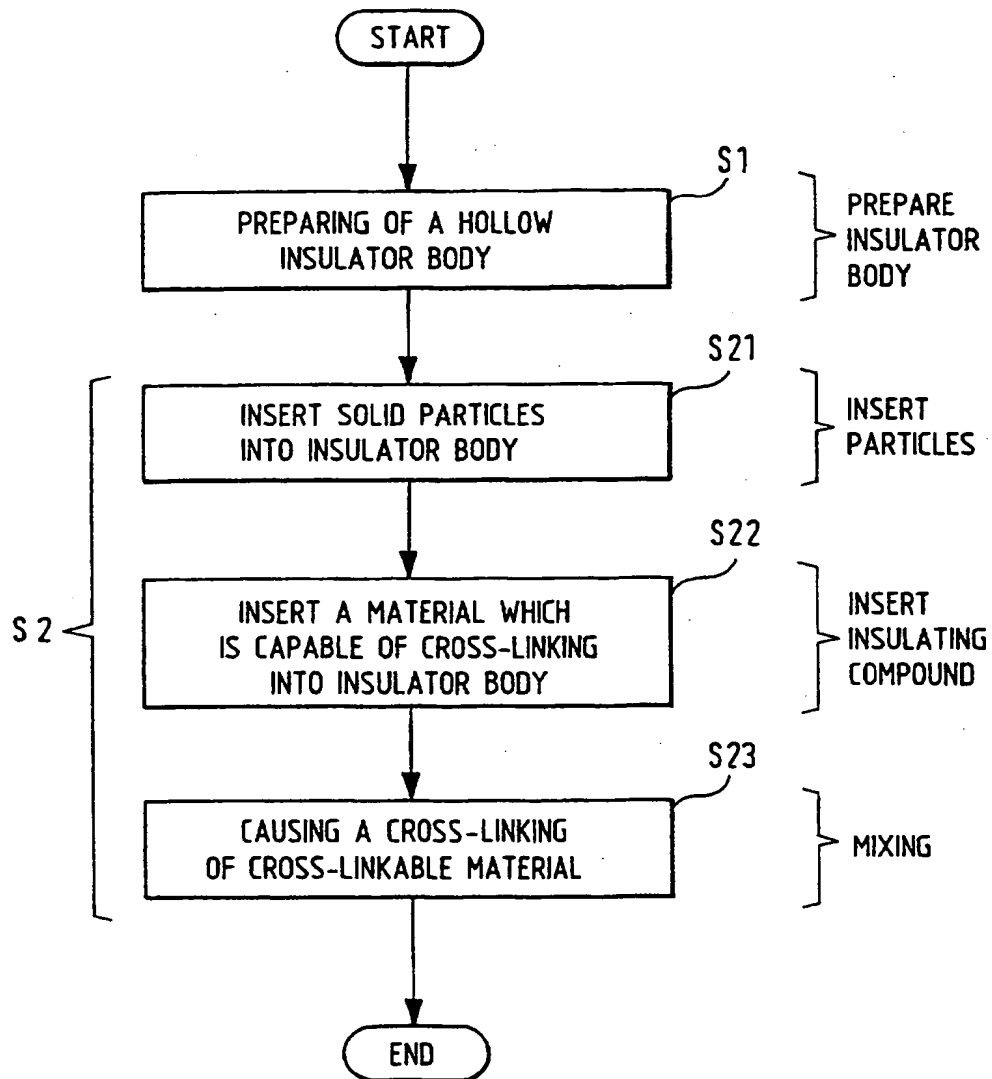 START
S1
PREPARING OF A HOLLOW
INSULATOR BODY
PREPARE
INSULATOR
BODY
S21
INSERT SOLID PARTICLES
INTO INSULATOR BODY
INSERT
PARTICLES
S2
S22
INSERT A MATERIAL WHICH
IS CAPABLE OF CROSS-LINKING
INTO INSULATOR BODY
INSERT
INSULATING
COMPOUND
S23
CAUSING A CROSS-LINKING
OF CROSS-LINKABLE MATERIAL
MIXING
END